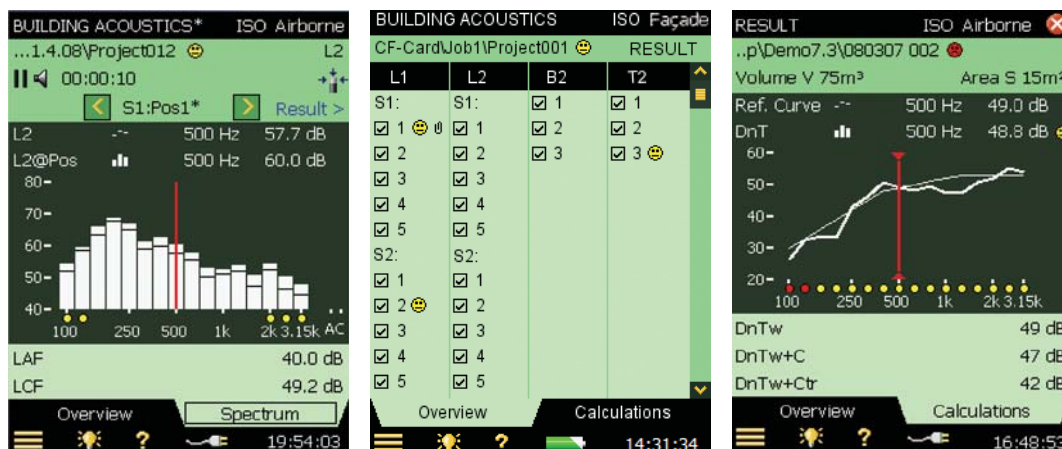 BUILDING ACOUSTICS* ISO Airborne
...1.4.08\Project012 L2
00:00:10
< S1:Pos1* > Result >
L2 500 Hz 57.7 dB
L2@Pos 500 Hz 60.0 dB
80-
70-
60-
50-
40-
100 250 500 1k 2k 3.15k AC
LAF 40.0 dB
LCF 49.2 dB
Overview Spectrum
? 19:54:03
BUILDING ACOUSTICS ISO Façade
CF-Card\Job1\Project001 RESULT
L1 L2 B2 T2
S1: S1: 1 1
1 1 2 2
2 2 3 3
3 3
4 4
5 5
S2: S2:
1 1
2 2
3 3
4 4
5 5
Overview Calculations
? 14:31:34
RESULT ISO Airborne
..p\Demo7.3\080307 002
Volume V 75m³ Area S 15m²
Ref. Curve 500 Hz 49.0 dB
DnT 500 Hz 48.8 dB
60-
50-
40-
30-
20-
100 250 500 1k 2k 3.15k
DnTw 49 dB
DnTw+C 47 dB
DnTw+Ctr 42 dB
Overview Calculations
? 16:48:53